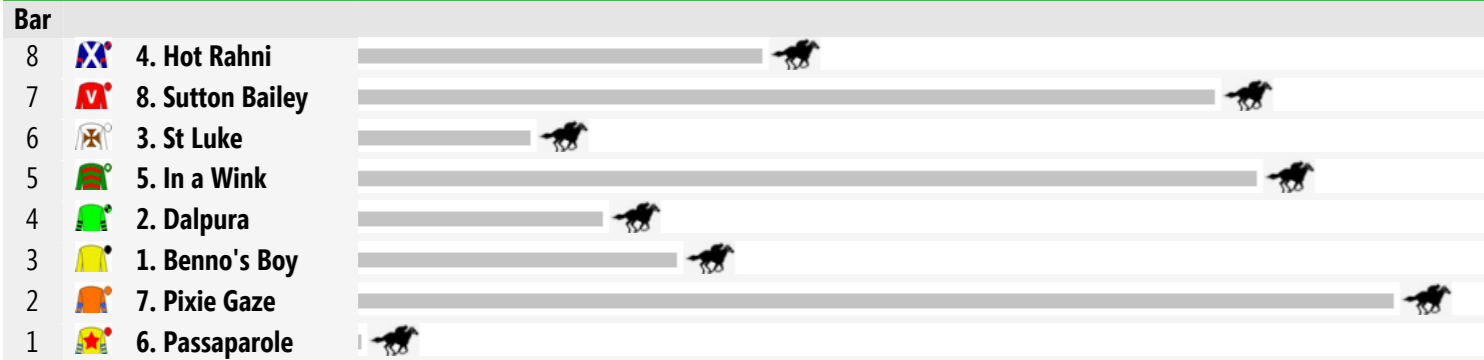 Bar
8 4. Hot Rahni
7 V 8. Sutton Bailey
6 3. St Luke
5 5. In a Wink
4 2. Dalpura
3 1. Benno's Boy
2 7. Pixie Gaze
1 6. Passaparole